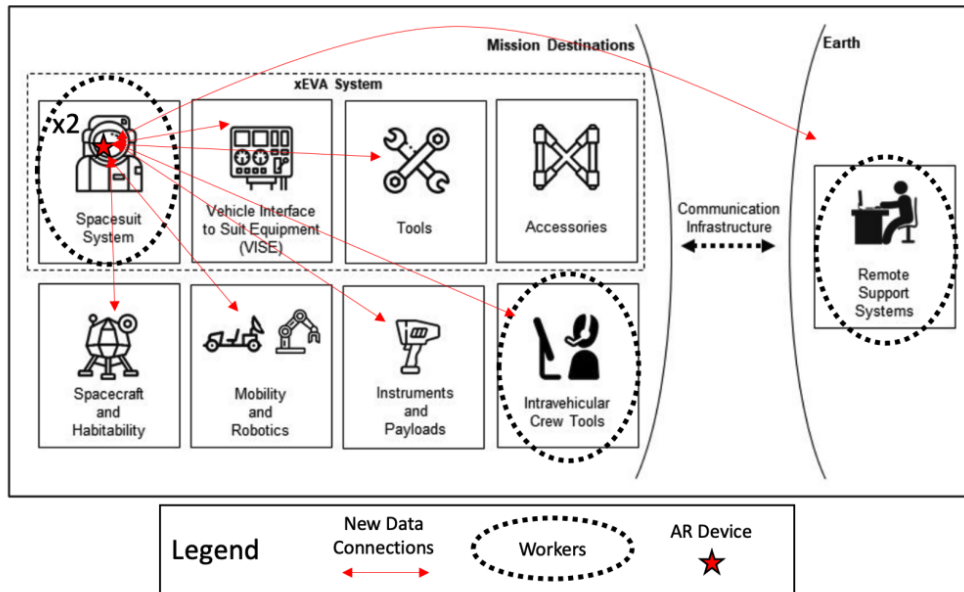 Mission Destinations
Earth
xEVA System
x2
Spacesuit
System
Vehicle Interface
to Suit Equipment
(VISE)
Tools
Accessories
Communication
Infrastructure
Remote
Support
Systems
Spacecraft
and
Habitability
Mobility
and
Robotics
Instruments
and
Payloads
Intravehicular
Crew Tools
Legend
New Data
Connections
Workers
AR Device